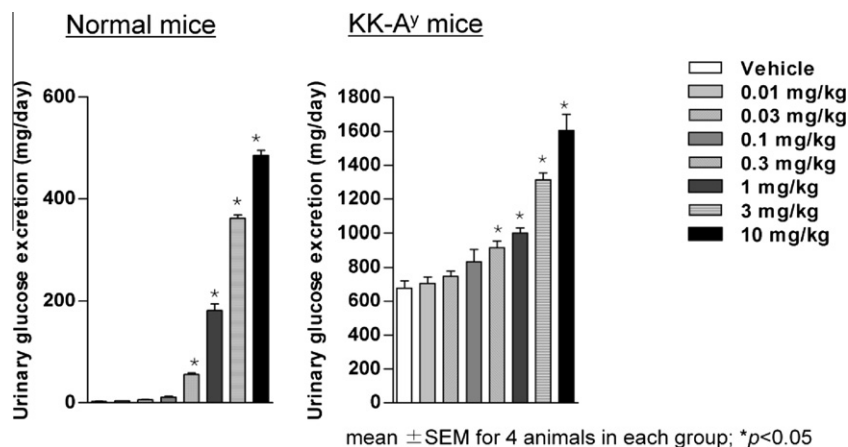 Normal mice
KK-Aʸ mice
Urinary glucose excretion (mg/day)
600
400
200
0
*
*
*
*
Urinary glucose excretion (mg/day)
1800
1600
1400
1200
1000
800
600
400
200
0
*
*
*
*
Vehicle
0.01 mg/kg
0.03 mg/kg
0.1 mg/kg
0.3 mg/kg
1 mg/kg
3 mg/kg
10 mg/kg
mean ±SEM for 4 animals in each group; *p<0.05